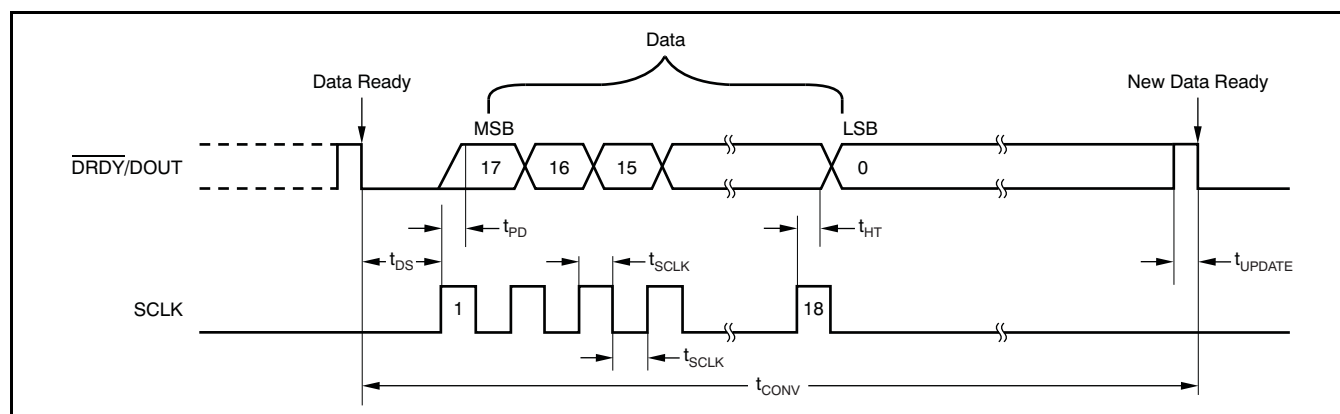 Data
Data Ready
New Data Ready
MSB
LSB
D̅R̅D̅Y̅/DOUT
17
16
15
0
tPD
tHT
tDS
tSCLK
tUPDATE
SCLK
1
18
tSCLK
tCONV